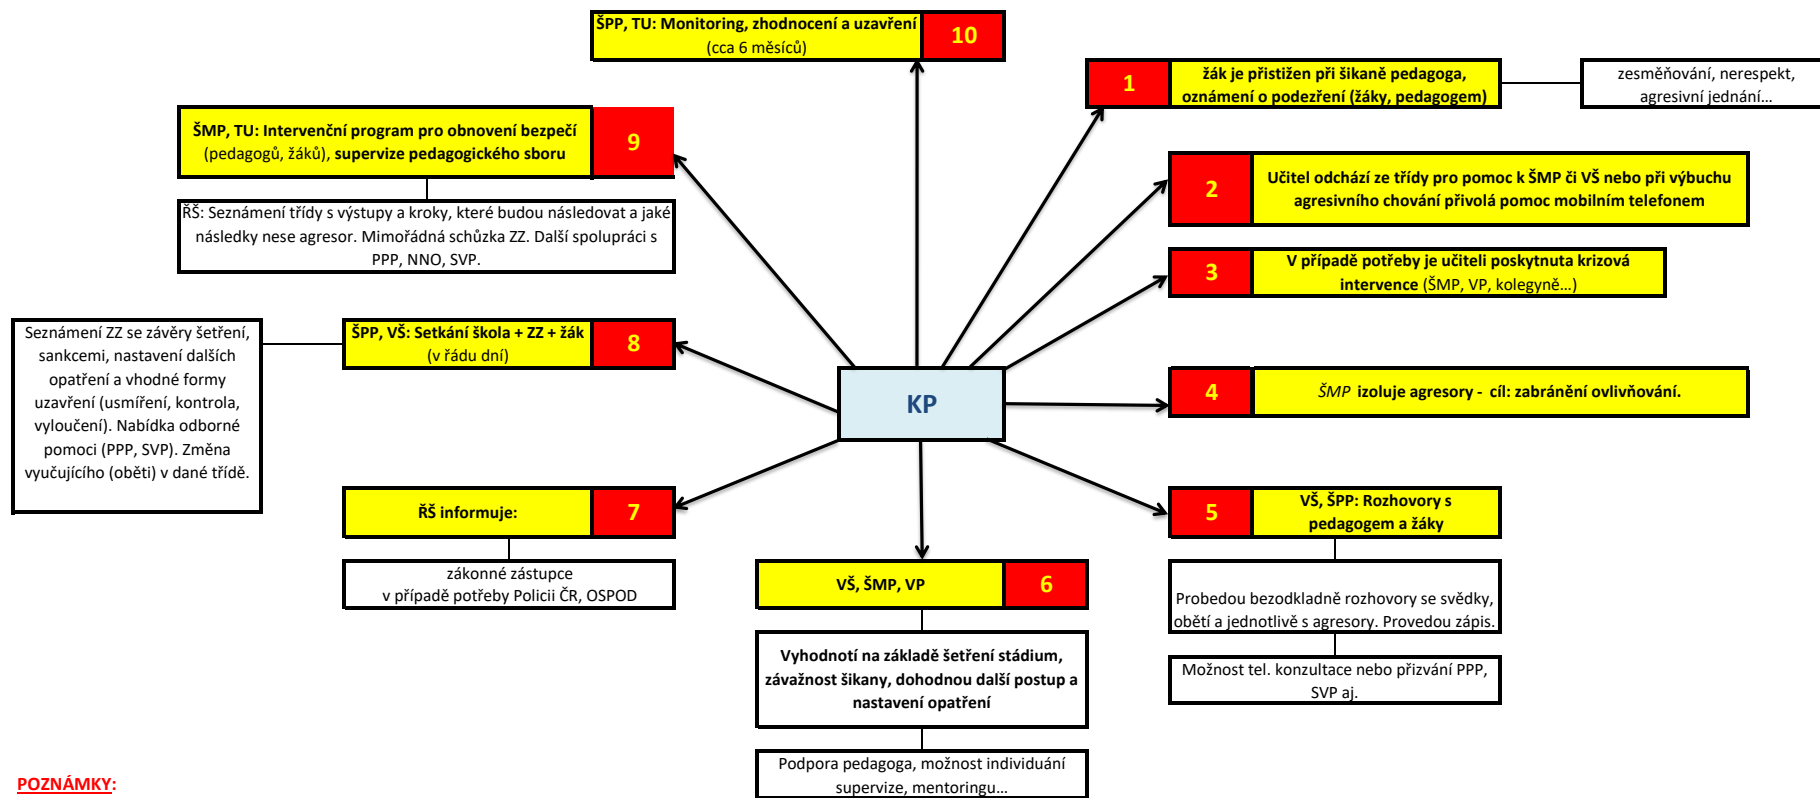 ŠPP, TU: Monitoring, zhodnocení a uzavření
(cca 6 měsíců)
10
1
žák je přistižen při šikaně pedagoga,
oznámení o podezření (žáky, pedagogem)
zesměňování, nerespekt,
agresivní jednání…
ŠMP, TU: Intervenční program pro obnovení bezpečí
(pedagogů, žáků), supervize pedagogického sboru
9
ŘŠ: Seznámení třídy s výstupy a kroky, které budou následovat a jaké
následky nese agresor. Mimořádná schůzka ZZ. Další spolupráci s
PPP, NNO, SVP.
2
Učitel odchází ze třídy pro pomoc k ŠMP či VŠ nebo při výbuchu
agresivního chování přivolá pomoc mobilním telefonem
3
V případě potřeby je učiteli poskytnuta krizová
intervence (ŠMP, VP, kolegyně…)
Seznámení ZZ se závěry šetření,
sankcemi, nastavení dalších
opatření a vhodné formy
uzavření (usmíření, kontrola,
vyloučení). Nabídka odborné
pomoci (PPP, SVP). Změna
vyučujícího (oběti) v dané třídě.
ŠPP, VŠ: Setkání škola + ZZ + žák
(v řádu dní)
8
KP
4
ŠMP izoluje agresory - cíl: zabránění ovlivňování.
ŘŠ informuje:
7
zákonné zástupce
v případě potřeby Policii ČR, OSPOD
5
VŠ, ŠPP: Rozhovory s
pedagogem a žáky
Probedou bezodkladně rozhovory se svědky,
obětí a jednotlivě s agresory. Provedou zápis.
Možnost tel. konzultace nebo přizvání PPP,
SVP aj.
VŠ, ŠMP, VP
6
Vyhodnotí na základě šetření stádium,
závažnost šikany, dohodnou další postup a
nastavení opatření
Podpora pedagoga, možnost individuání
supervize, mentoringu…
POZNÁMKY: